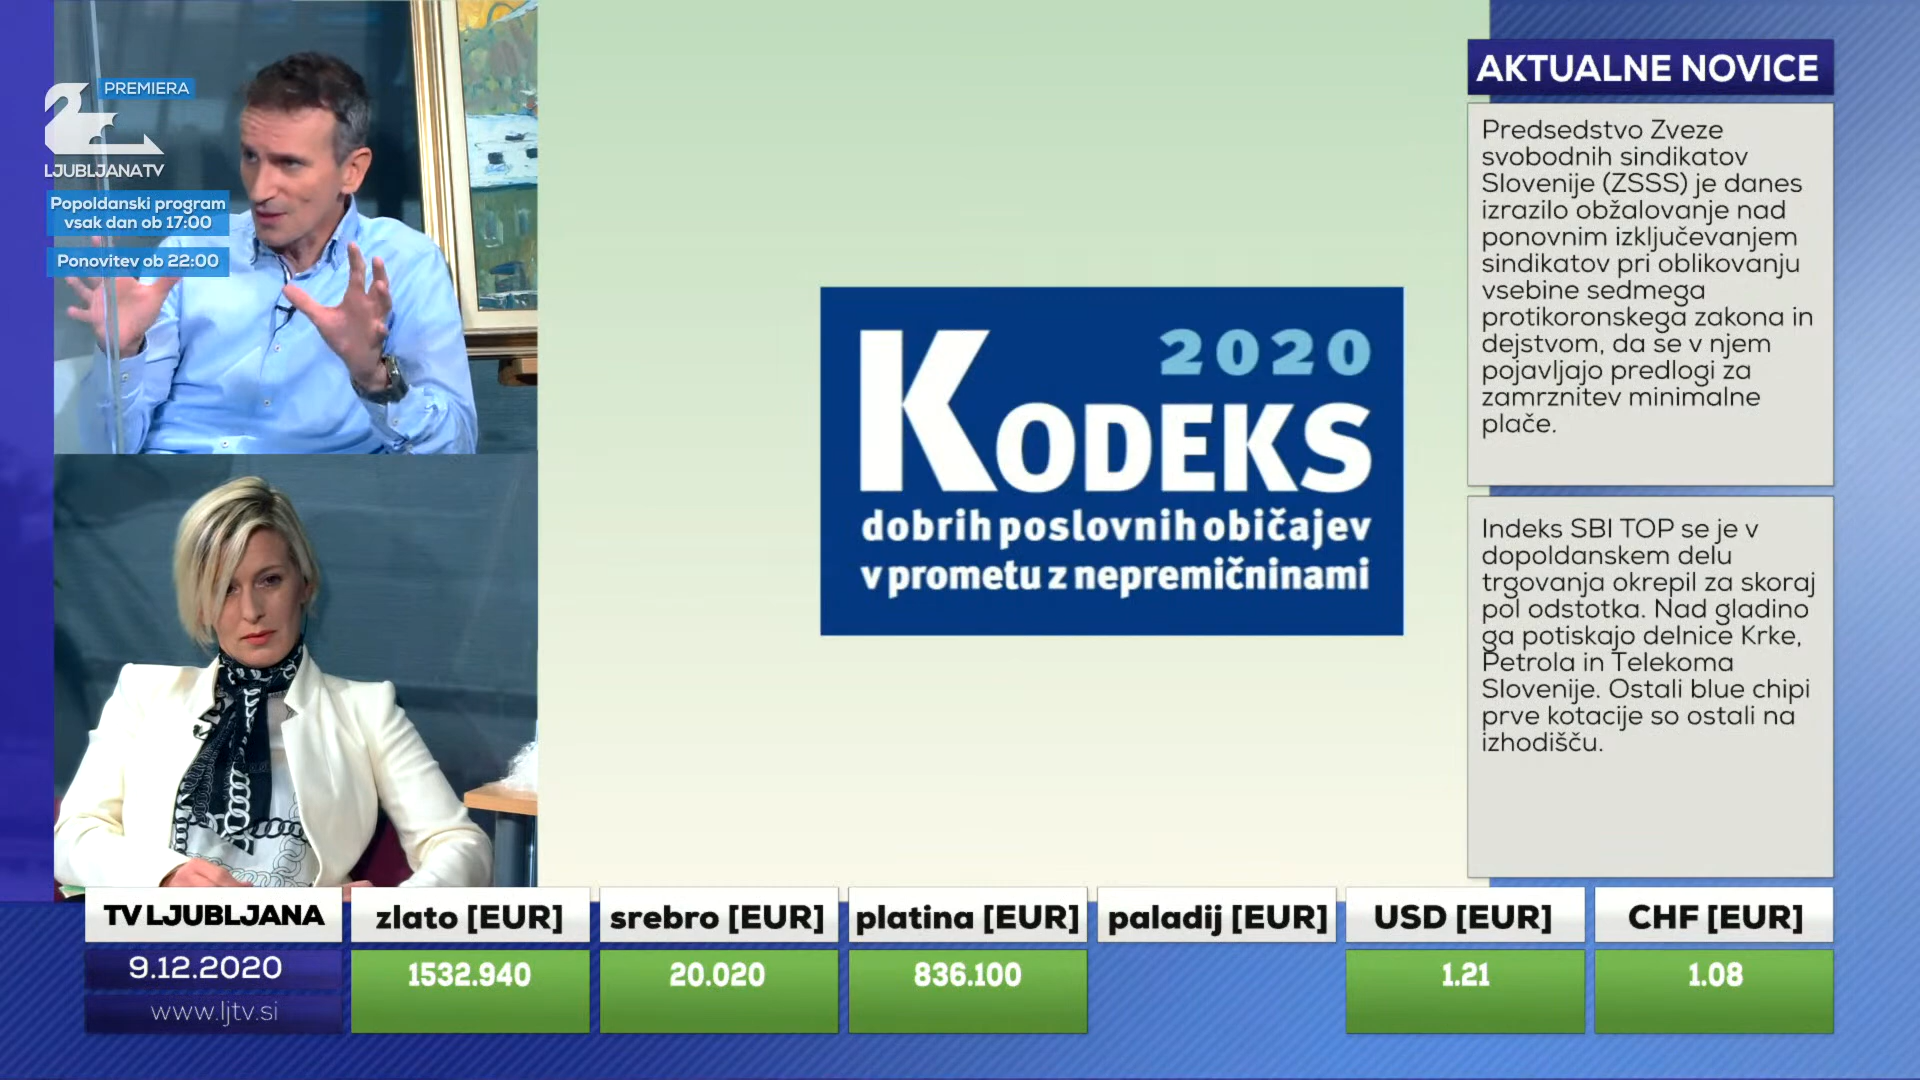 PREMIERA
LJUBLJANATV
Popoldanski program
vsak dan ob 17:00
Ponovitev ob 22:00
2020
KODEKS
dobrih poslovnih običajev
v prometu z nepremičninami
AKTUALNE NOVICE
Predsedstvo Zveze
svobodnih sindikatov
Slovenije (ZSSS) je danes
izrazilo obžalovanje nad
ponovnim izključevanjem
sindikatov pri oblikovanju
vsebine sedmega
protikoronskega zakona in
dejstvom, da se v njem
pojavljajo predlogi za
zamrznitev minimalne
plače.
Indeks SBI TOP se je v
dopoldanskem delu
trgovanja okrepil za skoraj
pol odstotka. Nad gladino
ga potiskajo delnice Krke,
Petrola in Telekoma
Slovenije. Ostali blue chipi
prve kotacije so ostali na
izhodišču.
TV LJUBLJANA
9.12.2020
www.ljtv.si
zlato [EUR]
1532.940
srebro [EUR]
20.020
platina [EUR]
836.100
paladij [EUR]
USD [EUR]
1.21
CHF [EUR]
1.08